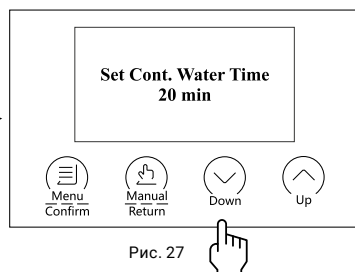 Set Cont. Water Time
20 min
Menu
Confirm
Manual
Return
Down
Up
Рис. 27